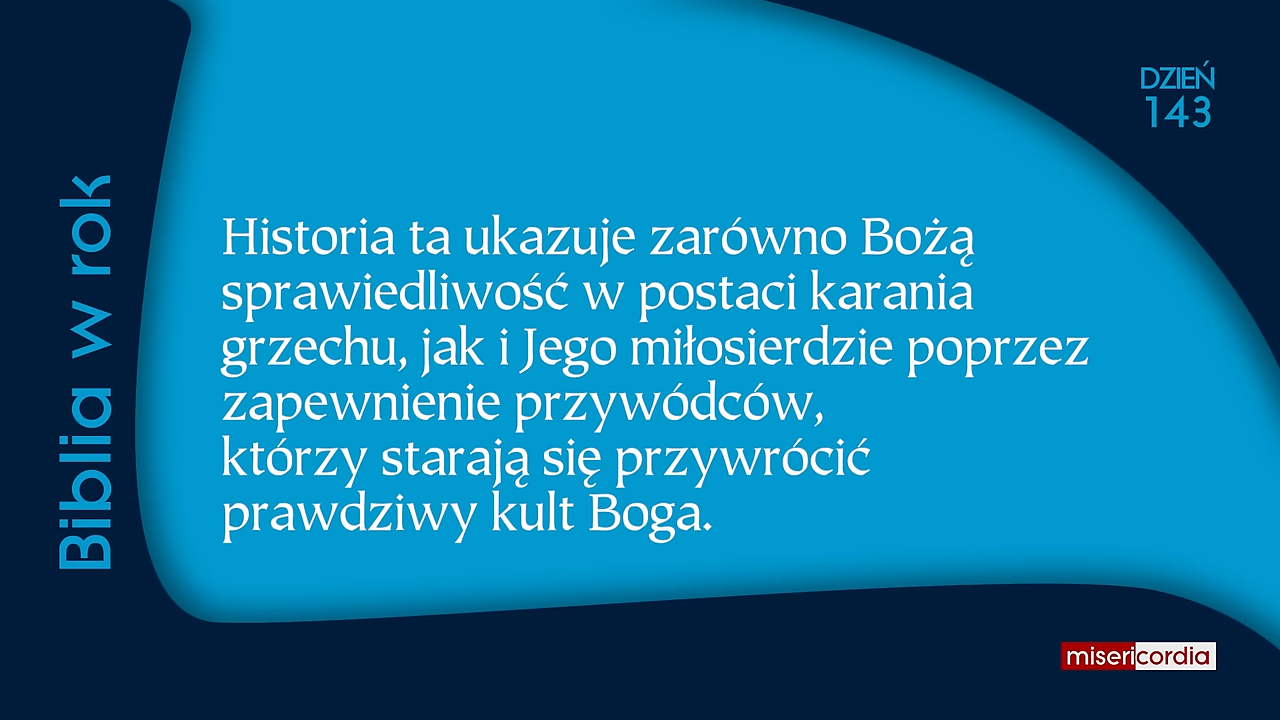 Biblia w rok
DZIEŃ
143
Historia ta ukazuje zarówno Bożą
sprawiedliwość w postaci karania
grzechu, jak i Jego miłosierdzie poprzez
zapewnienie przywódców,
którzy starają się przywrócić
prawdziwy kult Boga.
misericordia